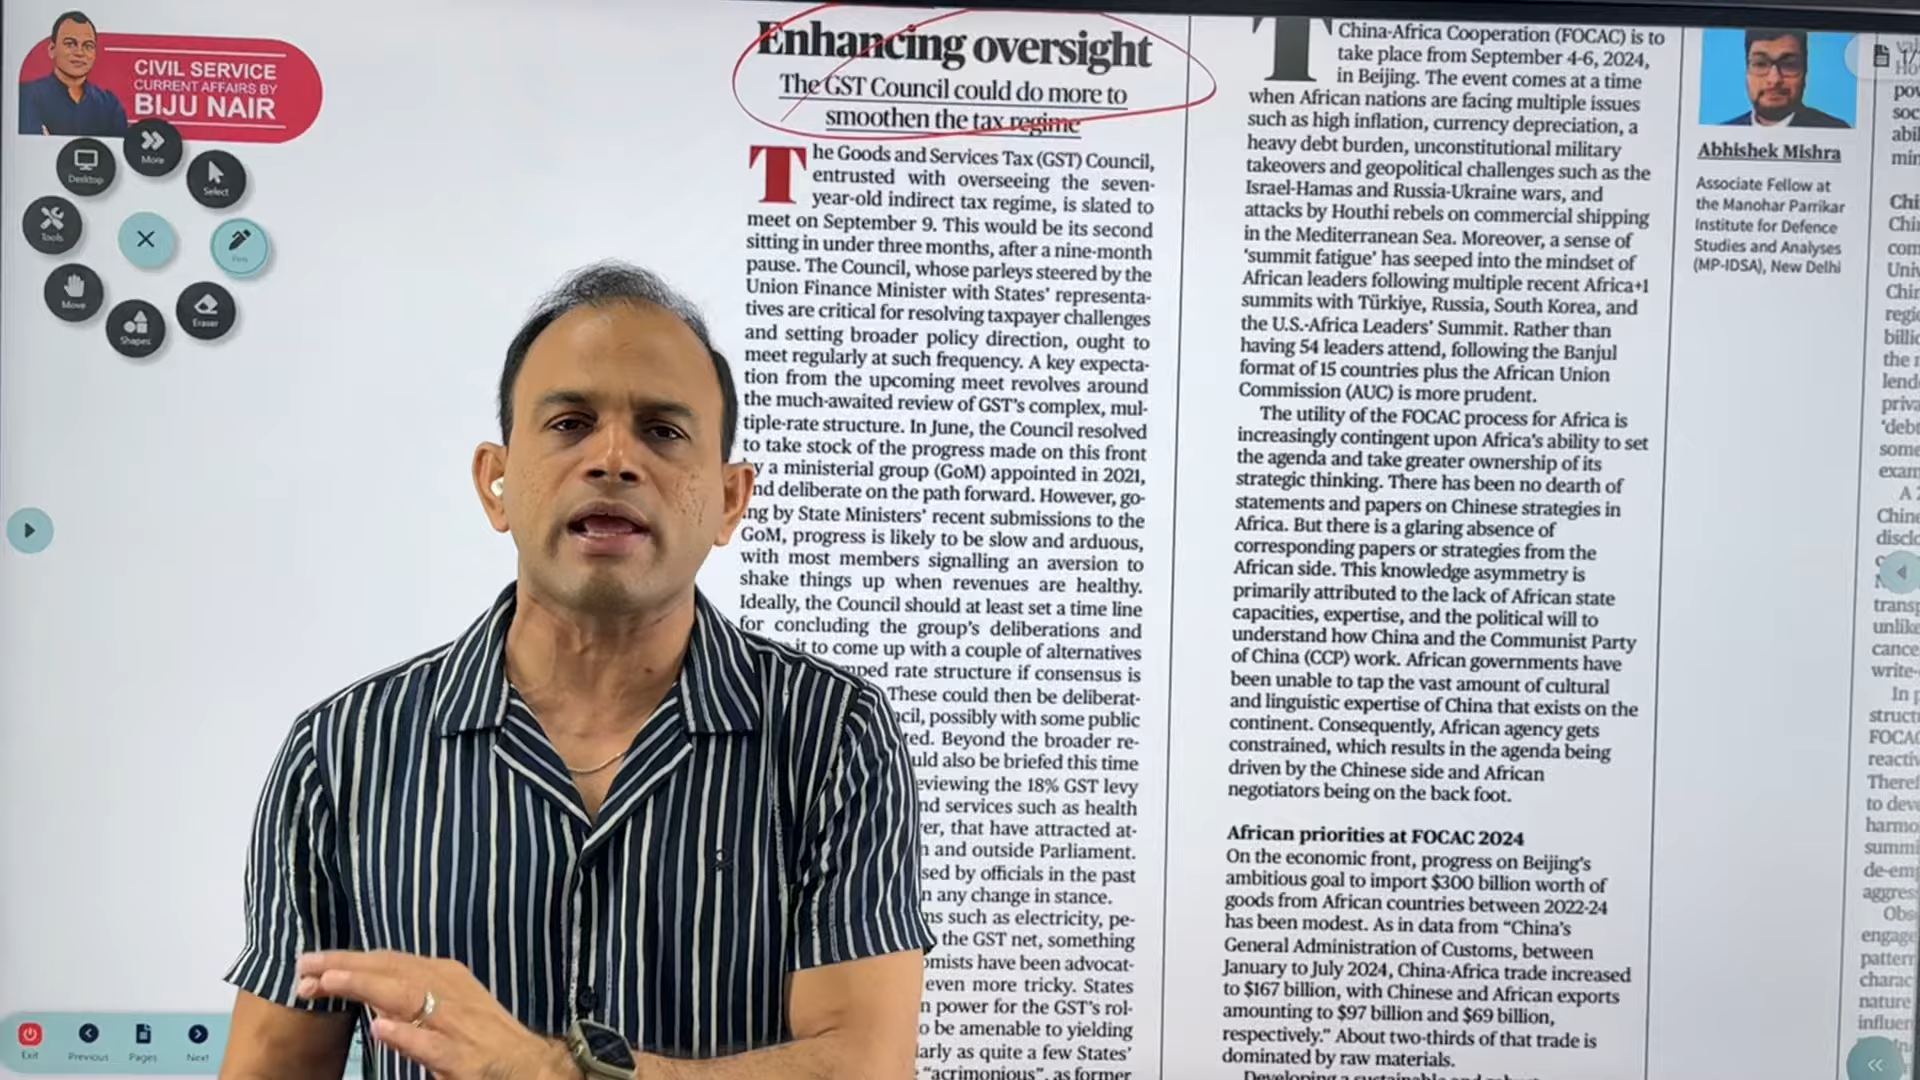 CIVIL SERVICE
CURRENT AFFAIRS BY
BIJU NAIR
More
Desktop
Select
Tools
Pen
Move
Shapes
Eraser
Exit
Previous
Pages
Next
Enhancing oversight
The GST Council could do more to
smoothen the tax regime
The Goods and Services Tax (GST) Council,
entrusted with overseeing the seven-
year-old indirect tax regime, is slated to
meet on September 9. This would be its second
sitting in under three months, after a nine-month
pause. The Council, whose parleys steered by the
Union Finance Minister with States’ representa-
tives are critical for resolving taxpayer challenges
and setting broader policy direction, ought to
meet regularly at such frequency. A key expecta-
tion from the upcoming meet revolves around
the much-awaited review of GST’s complex, mul-
tiple-rate structure. In June, the Council resolved
to take stock of the progress made on this front
by a ministerial group (GoM) appointed in 2021,
and deliberate on the path forward. However, go-
ing by State Ministers’ recent submissions to the
GoM, progress is likely to be slow and arduous,
with most members signalling an aversion to
shake things up when revenues are healthy.
Ideally, the Council should at least set a time line
for concluding the group’s deliberations and
it to come up with a couple of alternatives
rate structure if consensus is
These could then be deliberat-
possibly with some public
Beyond the broader re-
also be briefed this time
18% GST levy
services such as health
that have attracted at-
and outside Parliament.
by officials in the past
any change in stance.
such as electricity, pe-
the GST net, something
have been advocat-
even more tricky. States
power for the GST’s rol-
be amenable to yielding
as quite a few States’
“acrimonious”, as former
China-Africa Cooperation (FOCAC) is to
take place from September 4-6, 2024,
in Beijing. The event comes at a time
when African nations are facing multiple issues
such as high inflation, currency depreciation, a
heavy debt burden, unconstitutional military
takeovers and geopolitical challenges such as the
Israel-Hamas and Russia-Ukraine wars, and
attacks by Houthi rebels on commercial shipping
in the Mediterranean Sea. Moreover, a sense of
‘summit fatigue’ has seeped into the mindset of
African leaders following multiple recent Africa+1
summits with Türkiye, Russia, South Korea, and
the U.S.-Africa Leaders’ Summit. Rather than
having 54 leaders attend, following the Banjul
format of 15 countries plus the African Union
Commission (AUC) is more prudent.
The utility of the FOCAC process for Africa is
increasingly contingent upon Africa’s ability to set
the agenda and take greater ownership of its
strategic thinking. There has been no dearth of
statements and papers on Chinese strategies in
Africa. But there is a glaring absence of
corresponding papers or strategies from the
African side. This knowledge asymmetry is
primarily attributed to the lack of African state
capacities, expertise, and the political will to
understand how China and the Communist Party
of China (CCP) work. African governments have
been unable to tap the vast amount of cultural
and linguistic expertise of China that exists on the
continent. Consequently, African agency gets
constrained, which results in the agenda being
driven by the Chinese side and African
negotiators being on the back foot.
African priorities at FOCAC 2024
On the economic front, progress on Beijing’s
ambitious goal to import $300 billion worth of
goods from African countries between 2022-24
has been modest. As in data from “China’s
General Administration of Customs, between
January to July 2024, China-Africa trade increased
to $167 billion, with Chinese and African exports
amounting to $97 billion and $69 billion,
respectively.” About two-thirds of that trade is
dominated by raw materials.
Abhishek Mishra
Associate Fellow at
the Manohar Parrikar
Institute for Defence
Studies and Analyses
(MP-IDSA), New Delhi